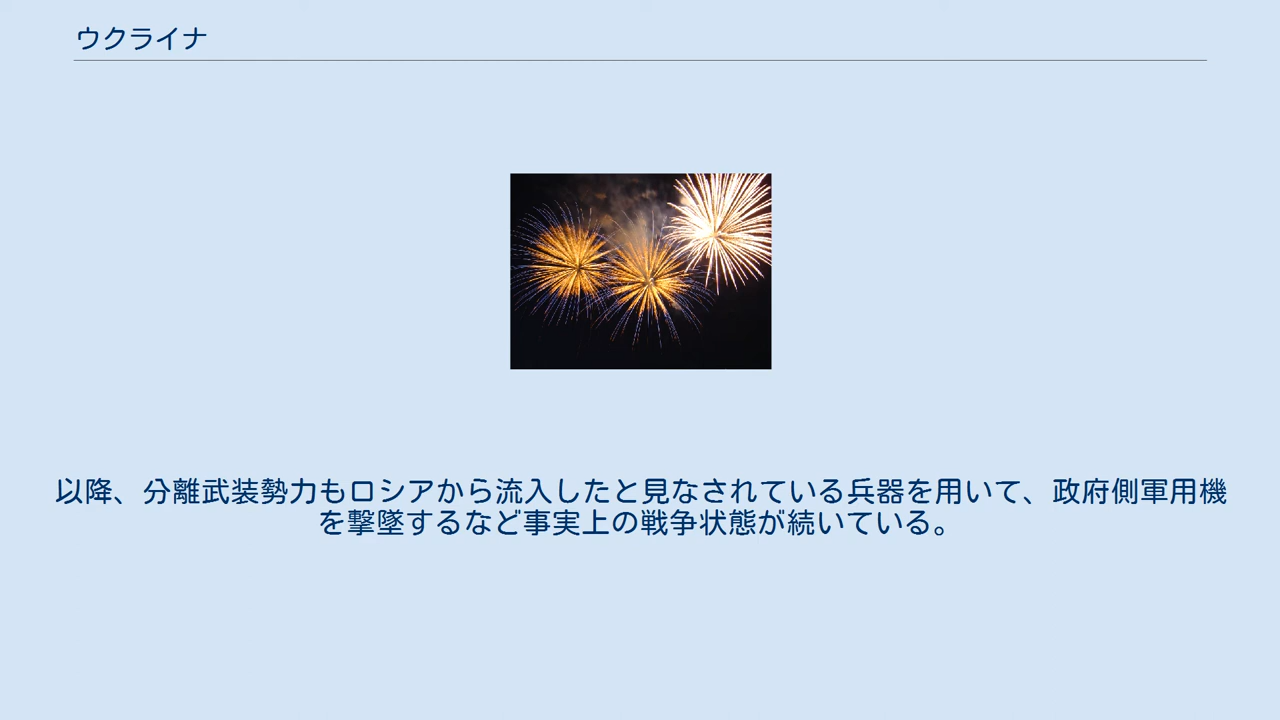 ウクライナ
以降、分離武装勢力もロシアから流入したと見なされている兵器を用いて、政府側軍用機
を撃墜するなど事実上の戦争状態が続いている。